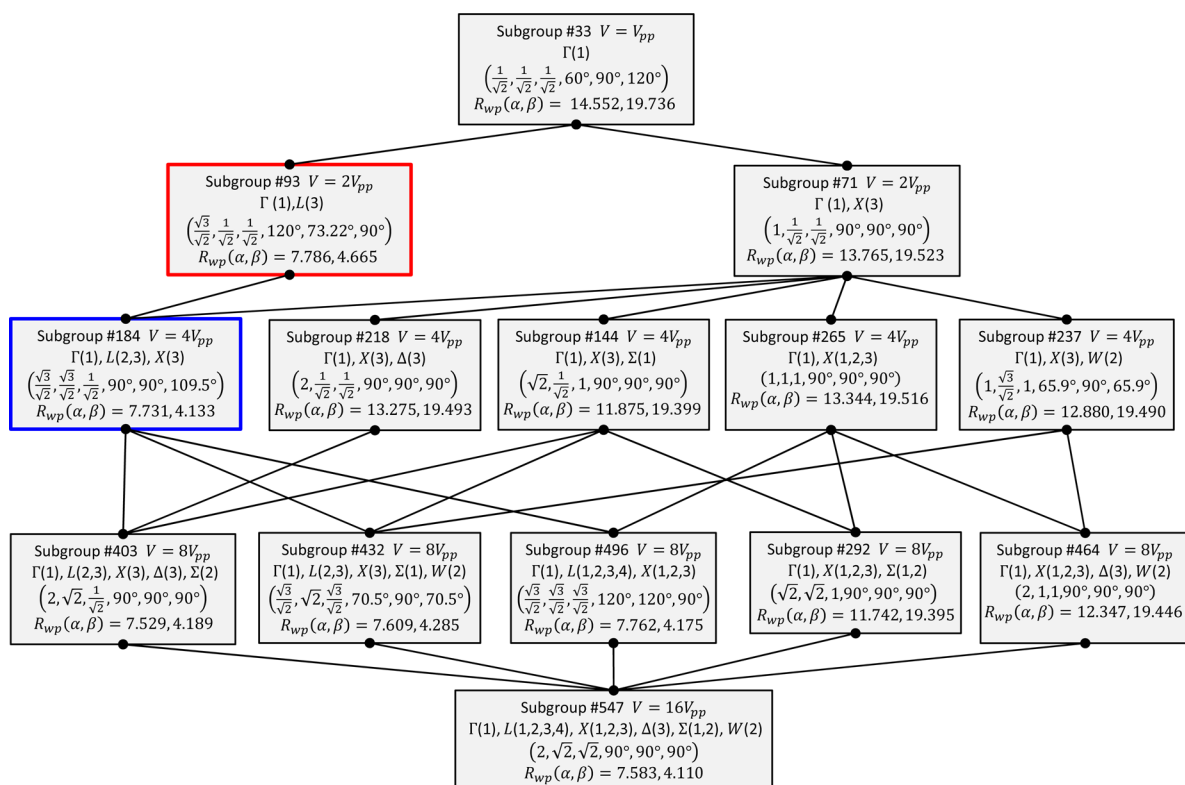 Subgroup #33 V = V_pp
Γ(1)
(1/√2, 1/√2, 1/√2, 60°, 90°, 120°)
R_wp(α, β) = 14.552, 19.736
Subgroup #93 V = 2V_pp
Γ (1), L(3)
(√3/√2, 1/√2, 1/√2, 120°, 73.22°, 90°)
R_wp(α, β) = 7.786, 4.665
Subgroup #71 V = 2V_pp
Γ (1), X(3)
(1, 1/√2, 1/√2, 90°, 90°, 90°)
R_wp(α, β) = 13.765, 19.523
Subgroup #184 V = 4V_pp
Γ(1), L(2,3), X(3)
(√3/√2, √3/√2, 1/√2, 90°, 90°, 109.5°)
R_wp(α, β) = 7.731, 4.133
Subgroup #218 V = 4V_pp
Γ(1), X(3), Δ(3)
(2, 1/√2, 1/√2, 90°, 90°, 90°)
R_wp(α, β) = 13.275, 19.493
Subgroup #144 V = 4V_pp
Γ(1), X(3), Σ(1)
(√2, 1/√2, 1, 90°, 90°, 90°)
R_wp(α, β) = 11.875, 19.399
Subgroup #265 V = 4V_pp
Γ(1), X(1,2,3)
(1,1,1, 90°, 90°, 90°)
R_wp(α, β) = 13.344, 19.516
Subgroup #237 V = 4V_pp
Γ(1), X(3), W(2)
(1, √3/√2, 1, 65.9°, 90°, 65.9°)
R_wp(α, β) = 12.880, 19.490
Subgroup #403 V = 8V_pp
Γ(1), L(2,3), X(3), Δ(3), Σ(2)
(2, √2, 1/√2, 90°, 90°, 90°)
R_wp(α, β) = 7.529, 4.189
Subgroup #432 V = 8V_pp
Γ(1), L(2,3), X(3), Σ(1), W(2)
(√3/√2, √2, √3/√2, 70.5°, 90°, 70.5°)
R_wp(α, β) = 7.609, 4.285
Subgroup #496 V = 8V_pp
Γ(1), L(1,2,3,4), X(1,2,3)
(√3/√2, √3/√2, √3/√2, 120°, 120°, 90°)
R_wp(α, β) = 7.762, 4.175
Subgroup #292 V = 8V_pp
Γ(1), X(1,2,3), Σ(1,2)
(√2, √2, 1,90°, 90°, 90°)
R_wp(α, β) = 11.742, 19.395
Subgroup #464 V = 8V_pp
Γ(1), X(1,2,3), Δ(3), W(2)
(2, 1,1,90°, 90°, 90°)
R_wp(α, β) = 12.347, 19.446
Subgroup #547 V = 16V_pp
Γ(1), L(1,2,3,4), X(1,2,3), Δ(3), Σ(1,2), W(2)
(2, √2, √2, 90°, 90°, 90°)
R_wp(α, β) = 7.583, 4.110